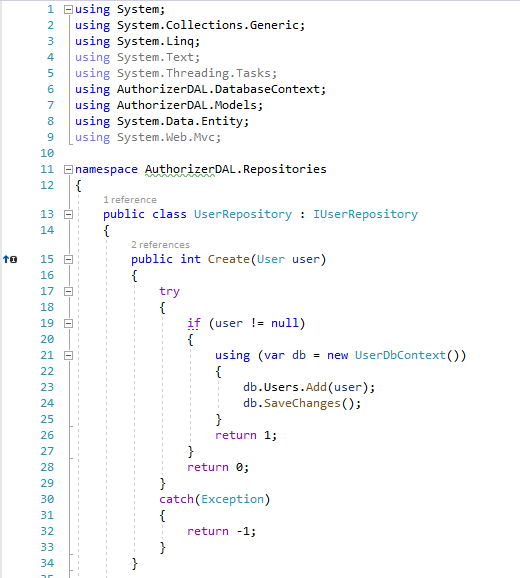 1 using System;
2 using System.Collections.Generic;
3 using System.Linq;
4 using System.Text;
5 using System.Threading.Tasks;
6 using AuthorizerDAL.DatabaseContext;
7 using AuthorizerDAL.Models;
8 using System.Data.Entity;
9 using System.Web.Mvc;
10
11 namespace AuthorizerDAL.Repositories
12 {
1 reference
13 public class UserRepository : IUserRepository
14 {
2 references
15 public int Create(User user)
16 {
17 try
18 {
19 if (user != null)
20 {
21 using (var db = new UserDbContext())
22 {
23 db.Users.Add(user);
24 db.SaveChanges();
25 }
26 return 1;
27 }
28 return 0;
29 }
30 catch(Exception)
31 {
32 return -1;
33 }
34 }